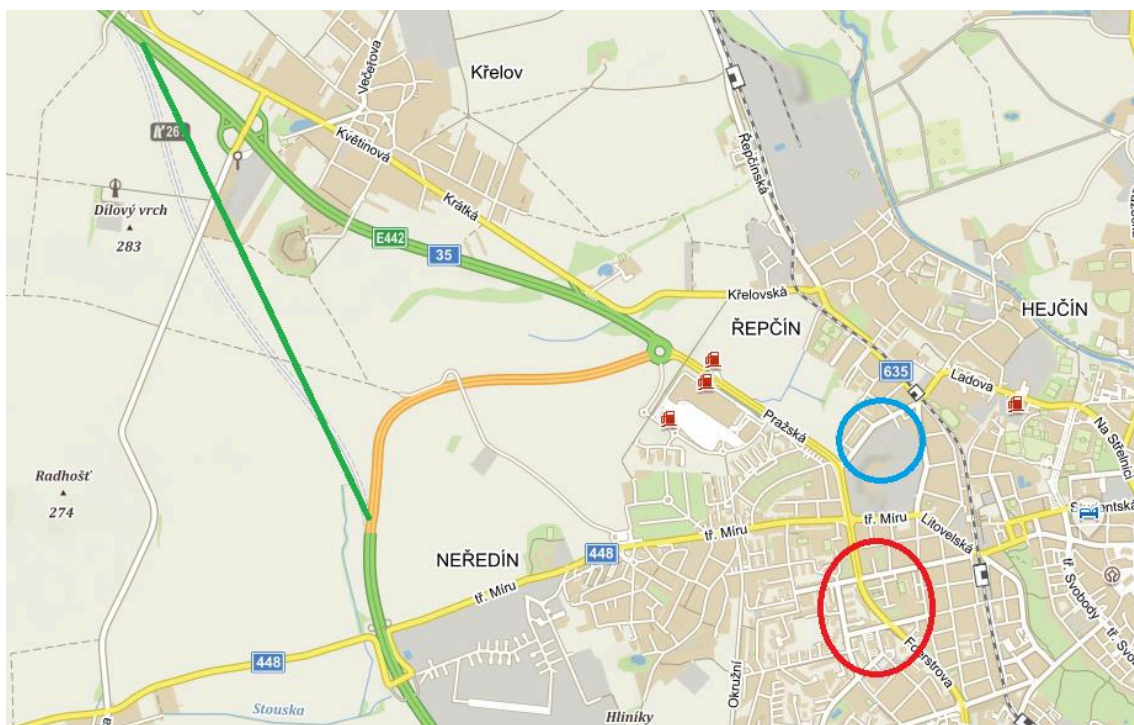 Křelov
Večeřova
Květinová
26
Dílový vrch
283
Krátká
E442
35
Řepčínská
Křelovská
ŘEPČÍN
HEJČÍN
635
Ladova
Na Střelnici
Pražská
Radhošť
274
NEŘEDÍN
448
tř. Míru
tř. Míru
tř. Míru
Litovelská
tř. Svobody
448
Stouska
Okružní
Foerstrova
Hliníky